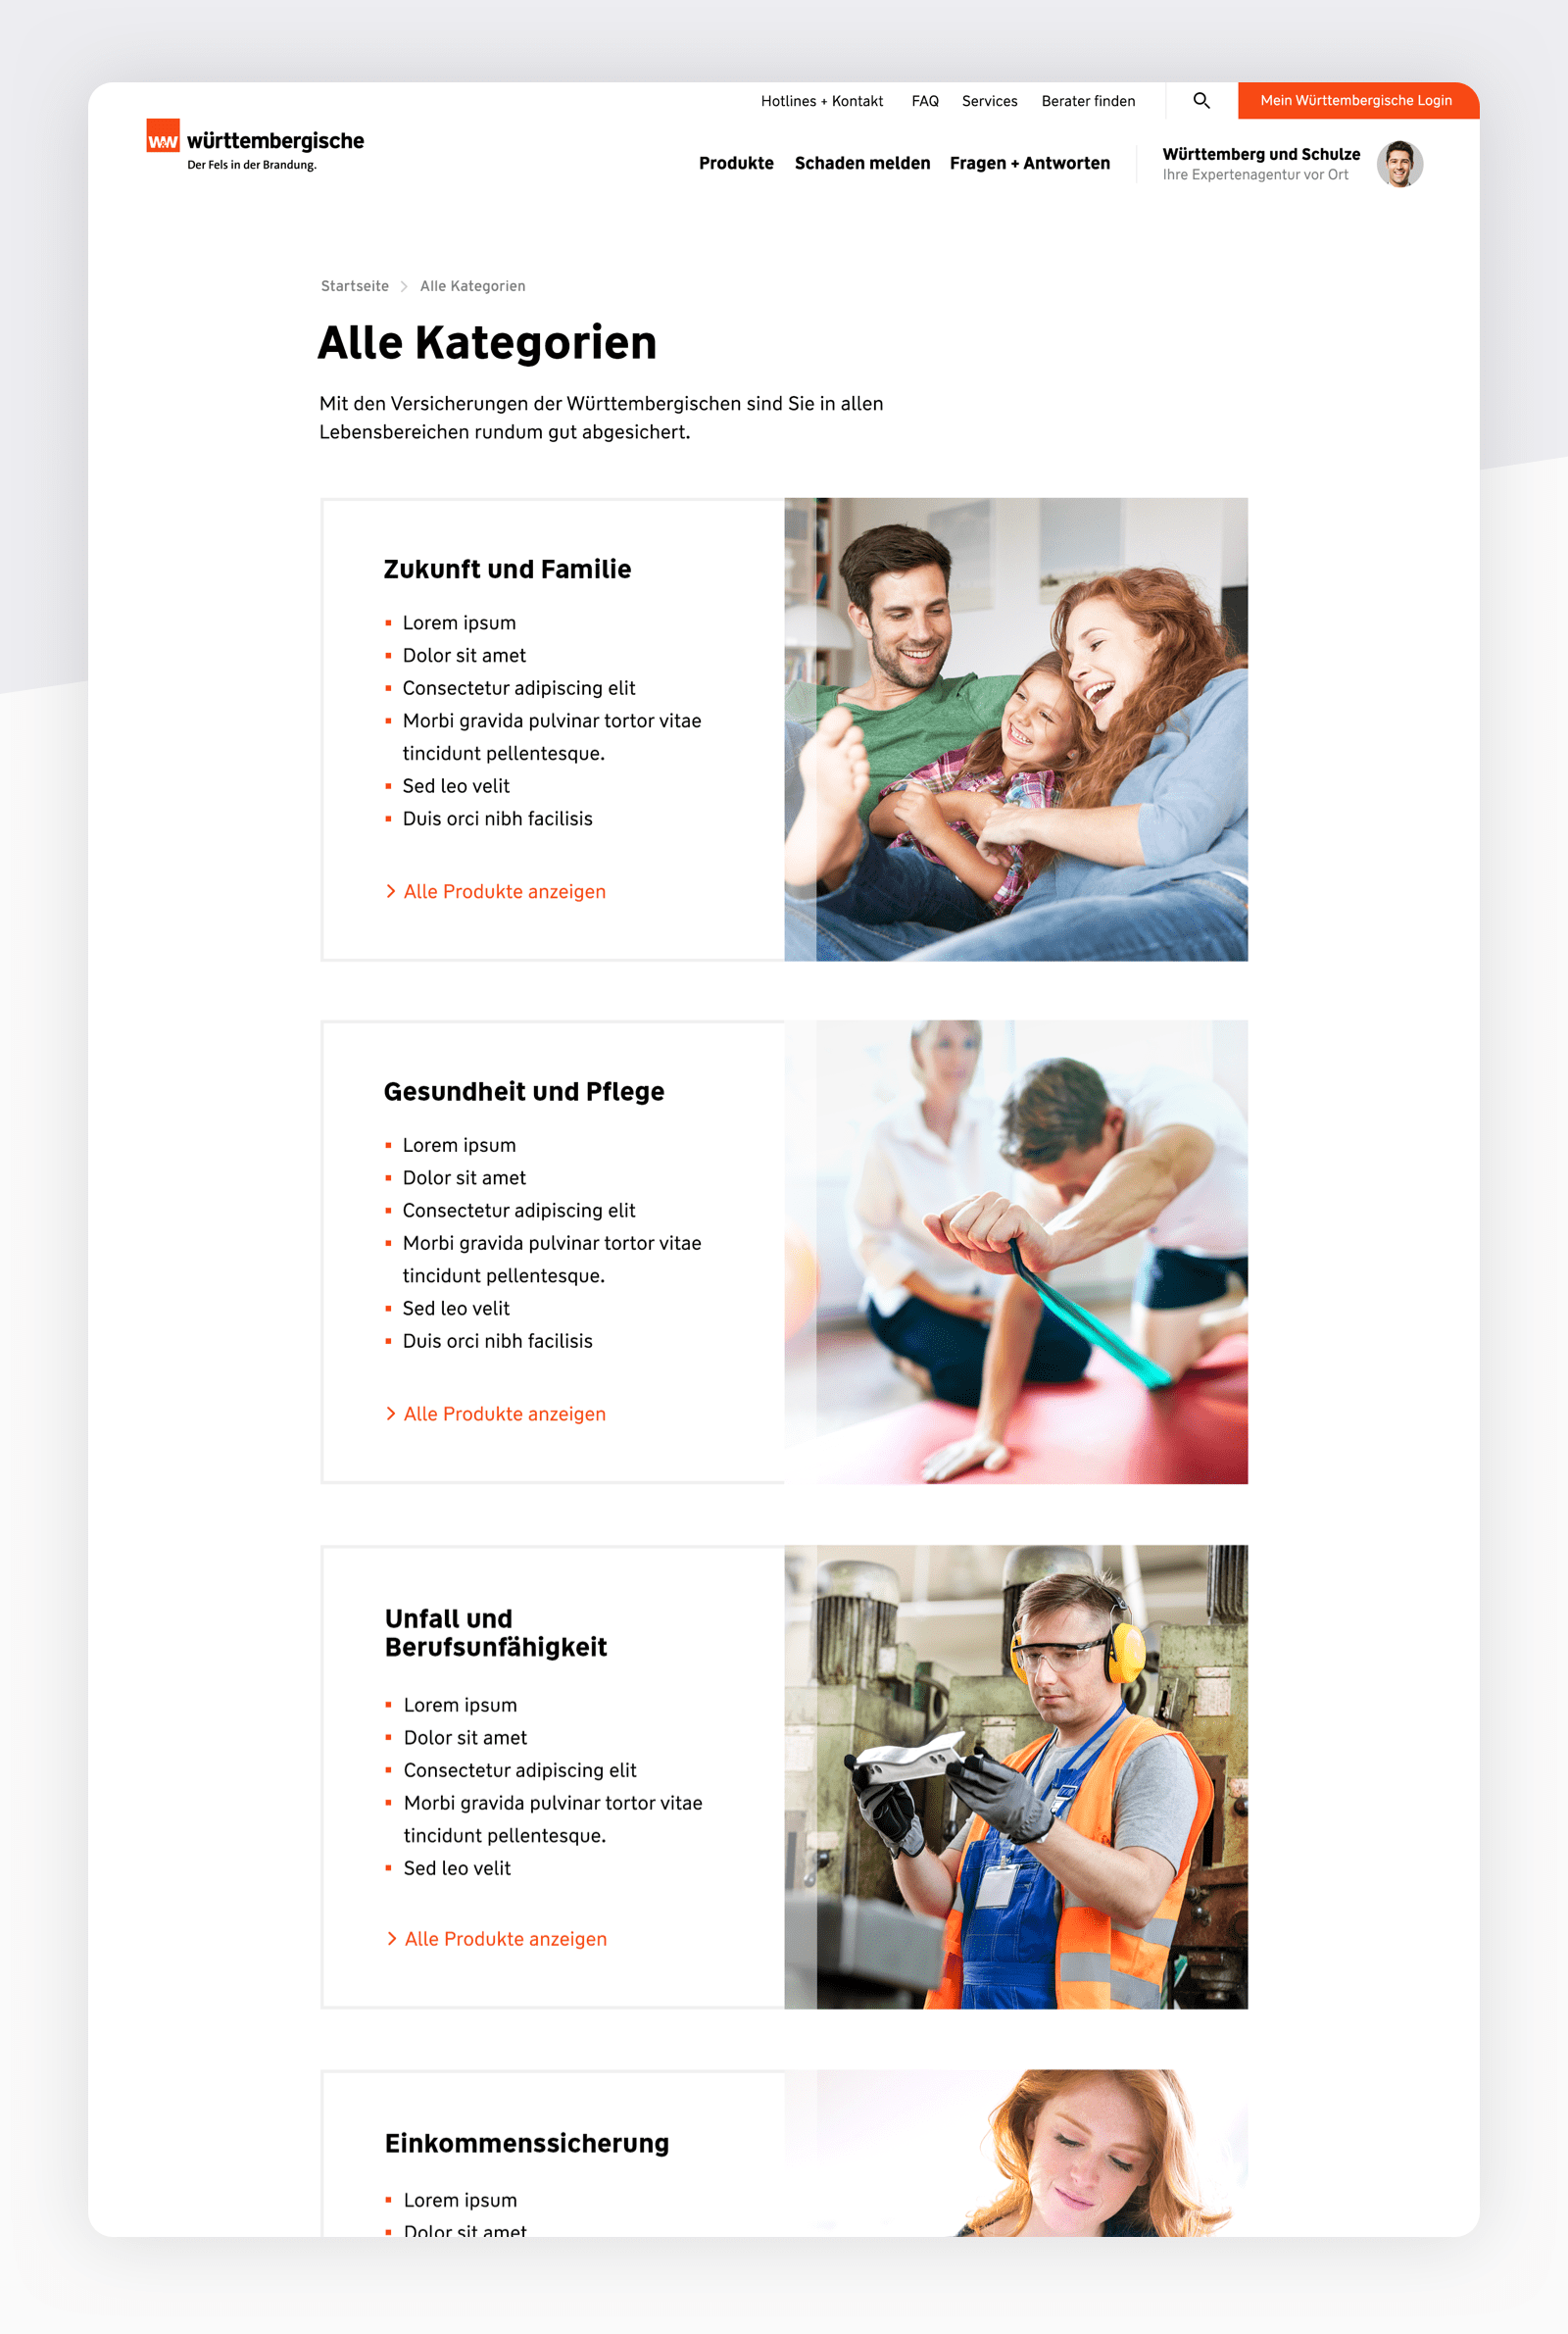 Hotlines + Kontakt FAQ Services Berater finden Mein Württembergische Login
w&w württembergische
Der Fels in der Brandung.
Produkte Schaden melden Fragen + Antworten Württemberg und Schulze
Ihre Expertenagentur vor Ort
Startseite Alle Kategorien
Alle Kategorien
Mit den Versicherungen der Württembergischen sind Sie in allen
Lebensbereichen rundum gut abgesichert.
Zukunft und Familie
Lorem ipsum
Dolor sit amet
Consectetur adipiscing elit
Morbi gravida pulvinar tortor vitae
tincidunt pellentesque.
Sed leo velit
Duis orci nibh facilisis
Alle Produkte anzeigen
Gesundheit und Pflege
Lorem ipsum
Dolor sit amet
Consectetur adipiscing elit
Morbi gravida pulvinar tortor vitae
tincidunt pellentesque.
Sed leo velit
Duis orci nibh facilisis
Alle Produkte anzeigen
Unfall und
Berufsunfähigkeit
Lorem ipsum
Dolor sit amet
Consectetur adipiscing elit
Morbi gravida pulvinar tortor vitae
tincidunt pellentesque.
Sed leo velit
Alle Produkte anzeigen
Einkommenssicherung
Lorem ipsum
Dolor sit amet